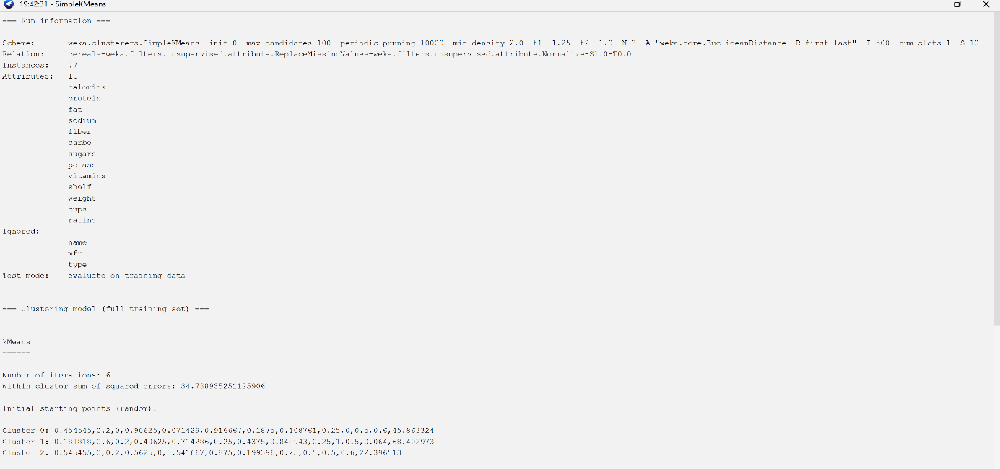 19:42:31 - SimpleKMeans
=== Run information ===
Scheme: weka.clusterers.SimpleKMeans -init 0 -max-candidates 100 -periodic-pruning 10000 -min-density 2.0 -t1 -1.25 -t2 -1.0 -N 3 -A "weka.core.EuclideanDistance -R first-last" -I 500 -num-slots 1 -S 10
Relation: cereals-weka.filters.unsupervised.attribute.ReplaceMissingValues-weka.filters.unsupervised.attribute.Normalize-S1.0-T0.0
Instances: 77
Attributes: 16
calories
protein
fat
sodium
fiber
carbo
sugars
potass
vitamins
shelf
weight
cups
rating
Ignored:
name
mfr
type
Test mode: evaluate on training data
=== Clustering model (full training set) ===
kMeans
======
Number of iterations: 6
Within cluster sum of squared errors: 34.788935251125906
Initial starting points (random):
Cluster 0: 0.454545,0.2,0,0.90625,0.071429,0.916667,0.1875,0.108761,0.25,0,0.5,0.6,45.863324
Cluster 1: 0.181818,0.6,0.2,0.40625,0.714286,0.25,0.4375,0.848943,0.25,1,0.5,0.064,68.402973
Cluster 2: 0.545455,0,0.2,0.5625,0,0.541667,0.875,0.199396,0.25,0.5,0.5,0.6,22.396513